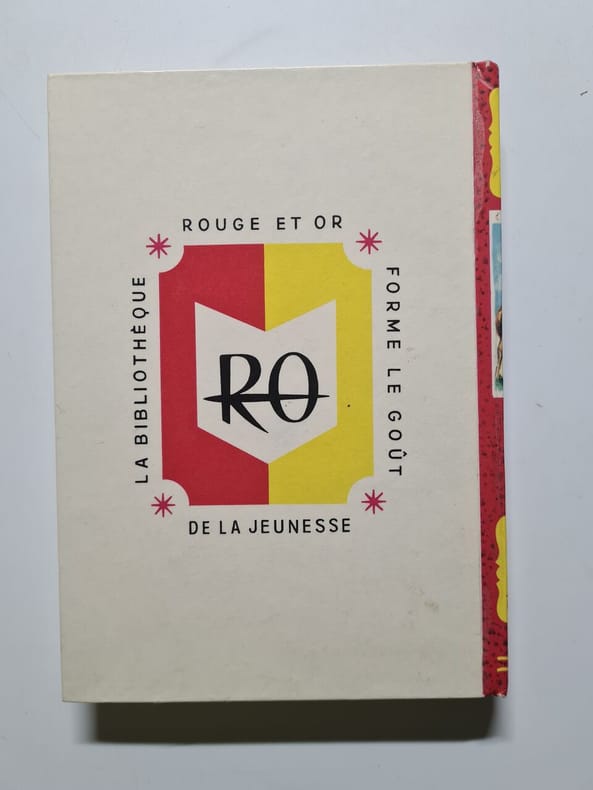 LA BIBLIOTHÈQUE
ROUGE ET OR
FORME LE GOÛT
DE LA JEUNESSE
RO